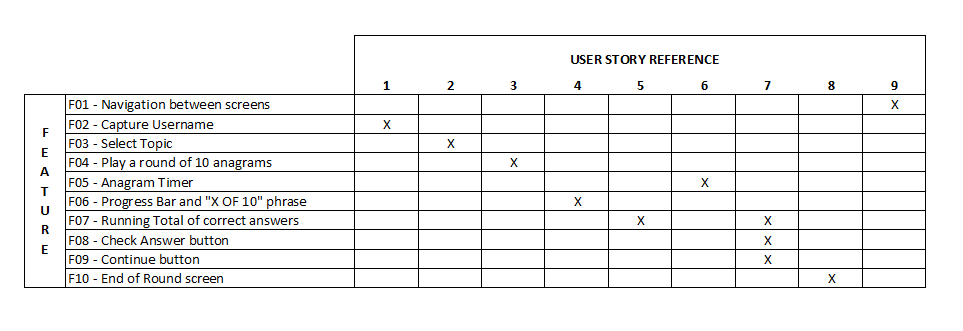 USER STORY REFERENCE
1 2 3 4 5 6 7 8 9
FEATURE
F01 - Navigation between screens X
F02 - Capture Username X
F03 - Select Topic X
F04 - Play a round of 10 anagrams X
F05 - Anagram Timer X
F06 - Progress Bar and "X OF 10" phrase X
F07 - Running Total of correct answers X X
F08 - Check Answer button X
F09 - Continue button X
F10 - End of Round screen X